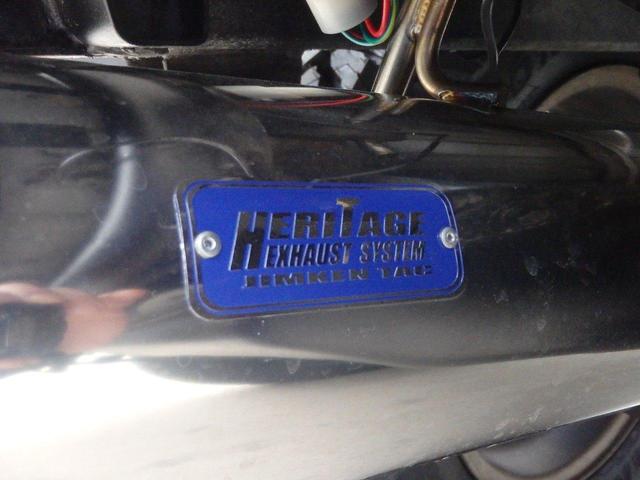 HERITAGE
EXHAUST SYSTEM
JIMKEN TAC